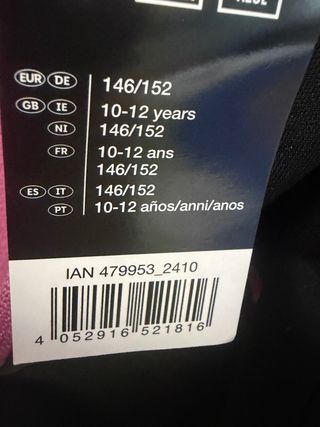 EUR DE 146/152
GB IE 10-12 years
NI 146/152
FR 10-12 ans
146/152
ES IT 146/152
PT 10-12 años/anni/anos
IAN 479953_2410
4 052916 521816